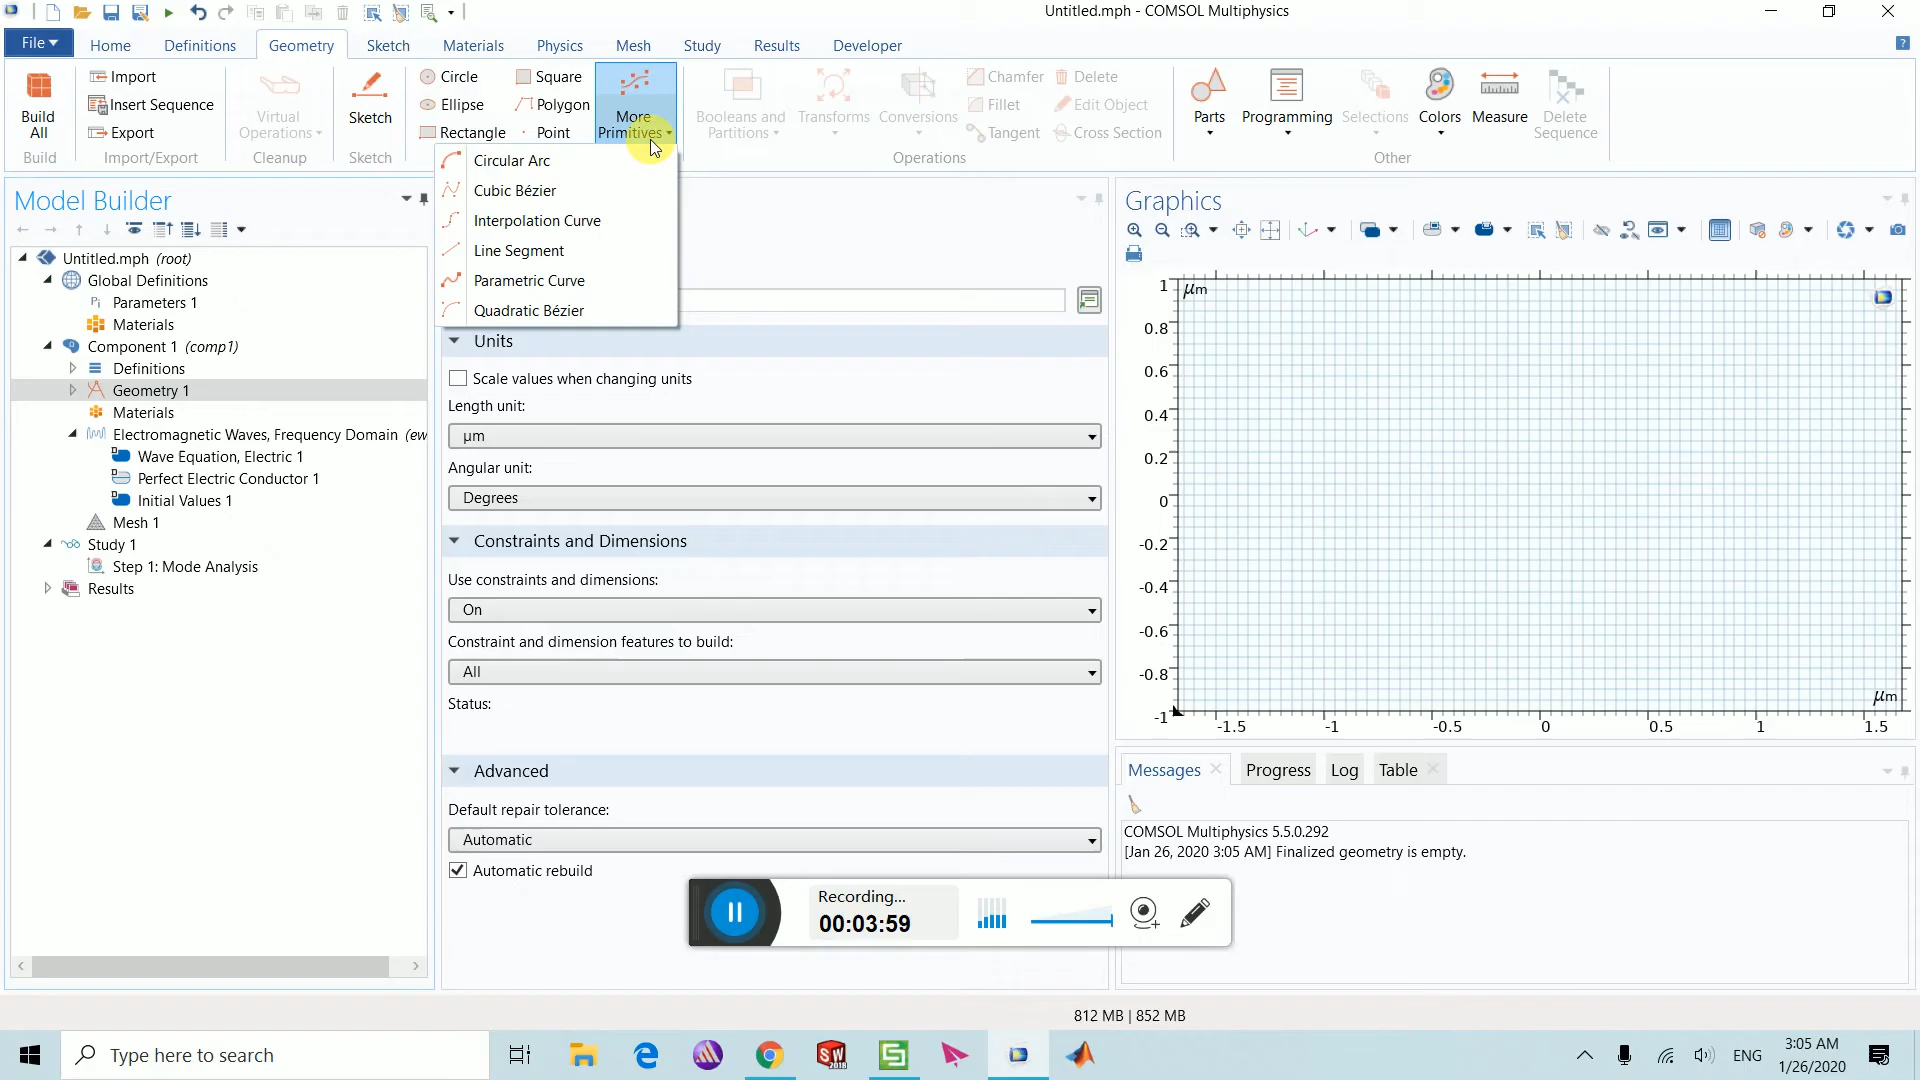 Untitled.mph - COMSOL Multiphysics
File
Home
Definitions
Geometry
Sketch
Materials
Physics
Mesh
Study
Results
Developer
Build All
Build
Import
Insert Sequence
Export
Import/Export
Virtual Operations
Cleanup
Sketch
Sketch
Circle
Ellipse
Rectangle
Square
Polygon
Point
More Primitives
Booleans and Partitions
Transforms
Conversions
Chamfer
Fillet
Tangent
Delete
Edit Object
Cross Section
Operations
Parts
Programming
Selections
Colors
Measure
Delete Sequence
Other
Circular Arc
Cubic Bézier
Interpolation Curve
Line Segment
Parametric Curve
Quadratic Bézier
Model Builder
Untitled.mph (root)
Global Definitions
Pi Parameters 1
Materials
Component 1 (comp1)
Definitions
Geometry 1
Materials
Electromagnetic Waves, Frequency Domain (ew
Wave Equation, Electric 1
Perfect Electric Conductor 1
Initial Values 1
Mesh 1
Study 1
Step 1: Mode Analysis
Results
Units
Scale values when changing units
Length unit:
µm
Angular unit:
Degrees
Constraints and Dimensions
Use constraints and dimensions:
On
Constraint and dimension features to build:
All
Status:
Advanced
Default repair tolerance:
Automatic
Automatic rebuild
Graphics
1
µm
0.8
0.6
0.4
0.2
0
-0.2
-0.4
-0.6
-0.8
-1
µm
-1.5
-1
-0.5
0
0.5
1
1.5
Messages
Progress
Log
Table
COMSOL Multiphysics 5.5.0.292
[Jan 26, 2020 3:05 AM] Finalized geometry is empty.
Recording...
00:03:59
812 MB | 852 MB
Type here to search
SW
2018
ENG
3:05 AM
1/26/2020